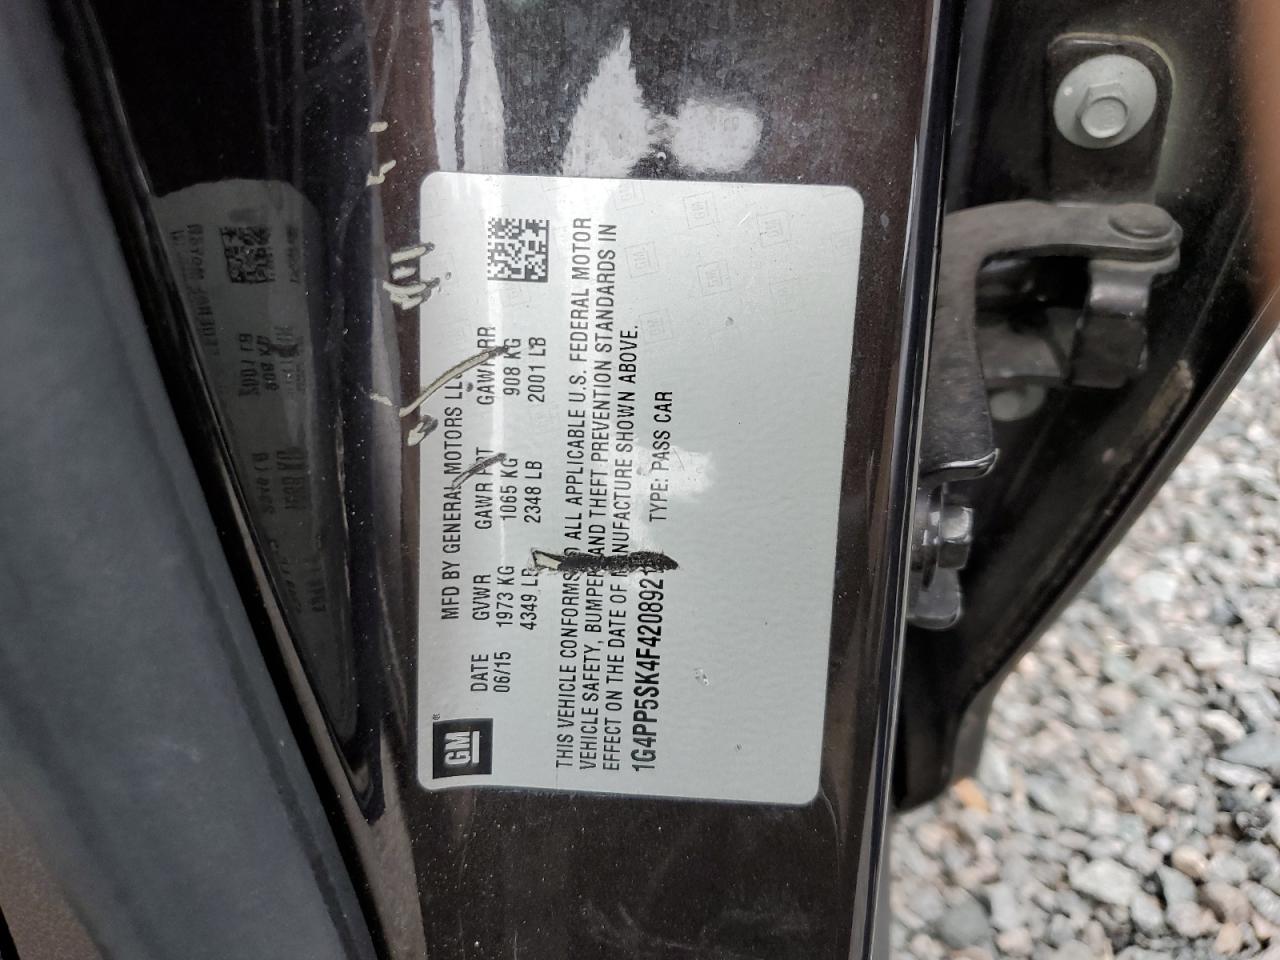 GM
MFD BY GENERAL MOTORS LLC
DATE GVWR GAWR FRT GAWR RR
06/15 1973 KG 1065 KG 908 KG
4349 LB 2348 LB 2001 LB
THIS VEHICLE CONFORMS TO ALL APPLICABLE U.S. FEDERAL MOTOR
VEHICLE SAFETY, BUMPER, AND THEFT PREVENTION STANDARDS IN
EFFECT ON THE DATE OF MANUFACTURE SHOWN ABOVE.
1G4PP5SK4F4208921 TYPE: PASS CAR